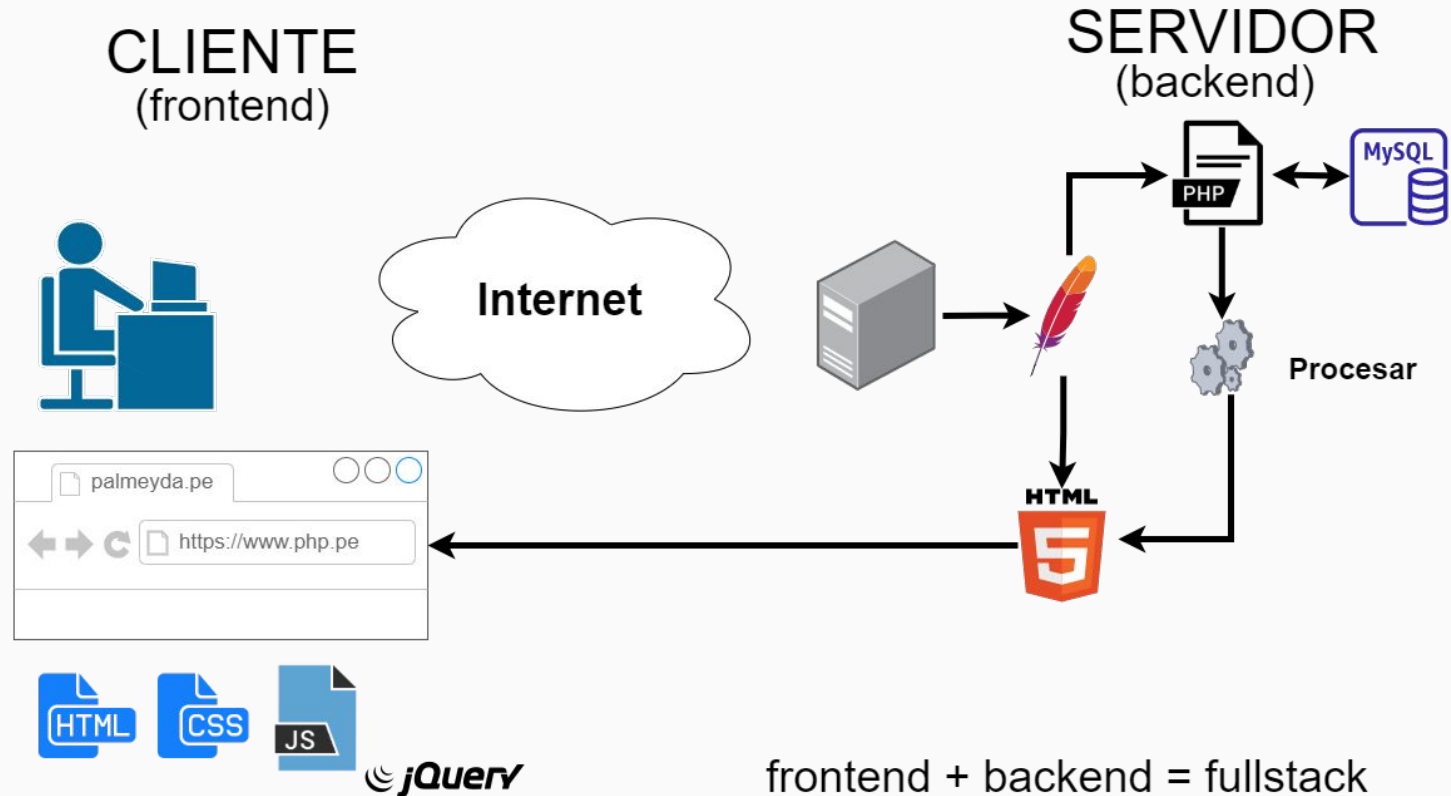 CLIENTE
(frontend)
SERVIDOR
(backend)
PHP
MySQL
Internet
Procesar
palmeyda.pe
https://www.php.pe
HTML
5
HTML
CSS
JS
jQuery
frontend + backend = fullstack